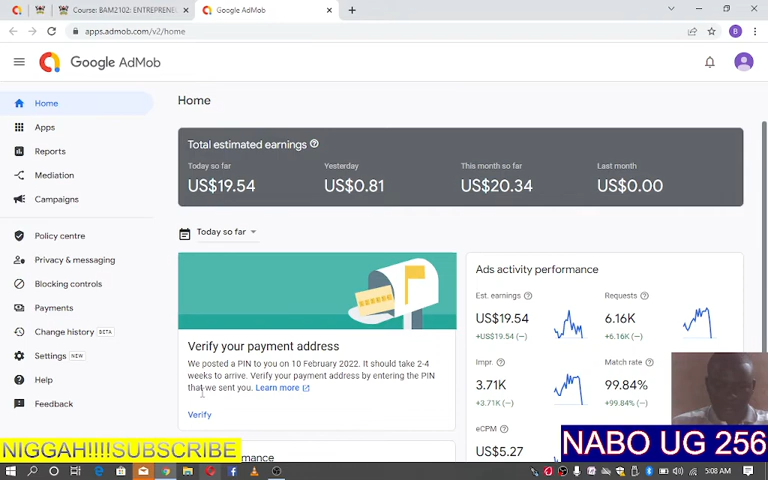 Course: BAM2102: ENTREPRENE
Google AdMob
apps.admob.com/v2/home
B
Google AdMob
Home
Apps
Reports
Mediation
Campaigns
Policy centre
Privacy & messaging
Blocking controls
Payments
Change history BETA
Settings NEW
Help
Feedback
Home
Total estimated earnings
Today so far
Yesterday
This month so far
Last month
US$19.54
US$0.81
US$20.34
US$0.00
Today so far
Verify your payment address
We posted a PIN to you on 10 February 2022. It should take 2-4
weeks to arrive. Verify your payment address by entering the PIN
that we sent you. Learn more
Verify
Ads activity performance
Est. earnings
US$19.54
+US$19.54 (—)
Requests
6.16K
+6.16K (—)
Impr.
3.71K
+3.71K (—)
Match rate
99.84%
+99.84% (—)
eCPM
US$5.27
NIGGAH!!!!SUBSCRIBE
NABO UG 256
5:08 AM